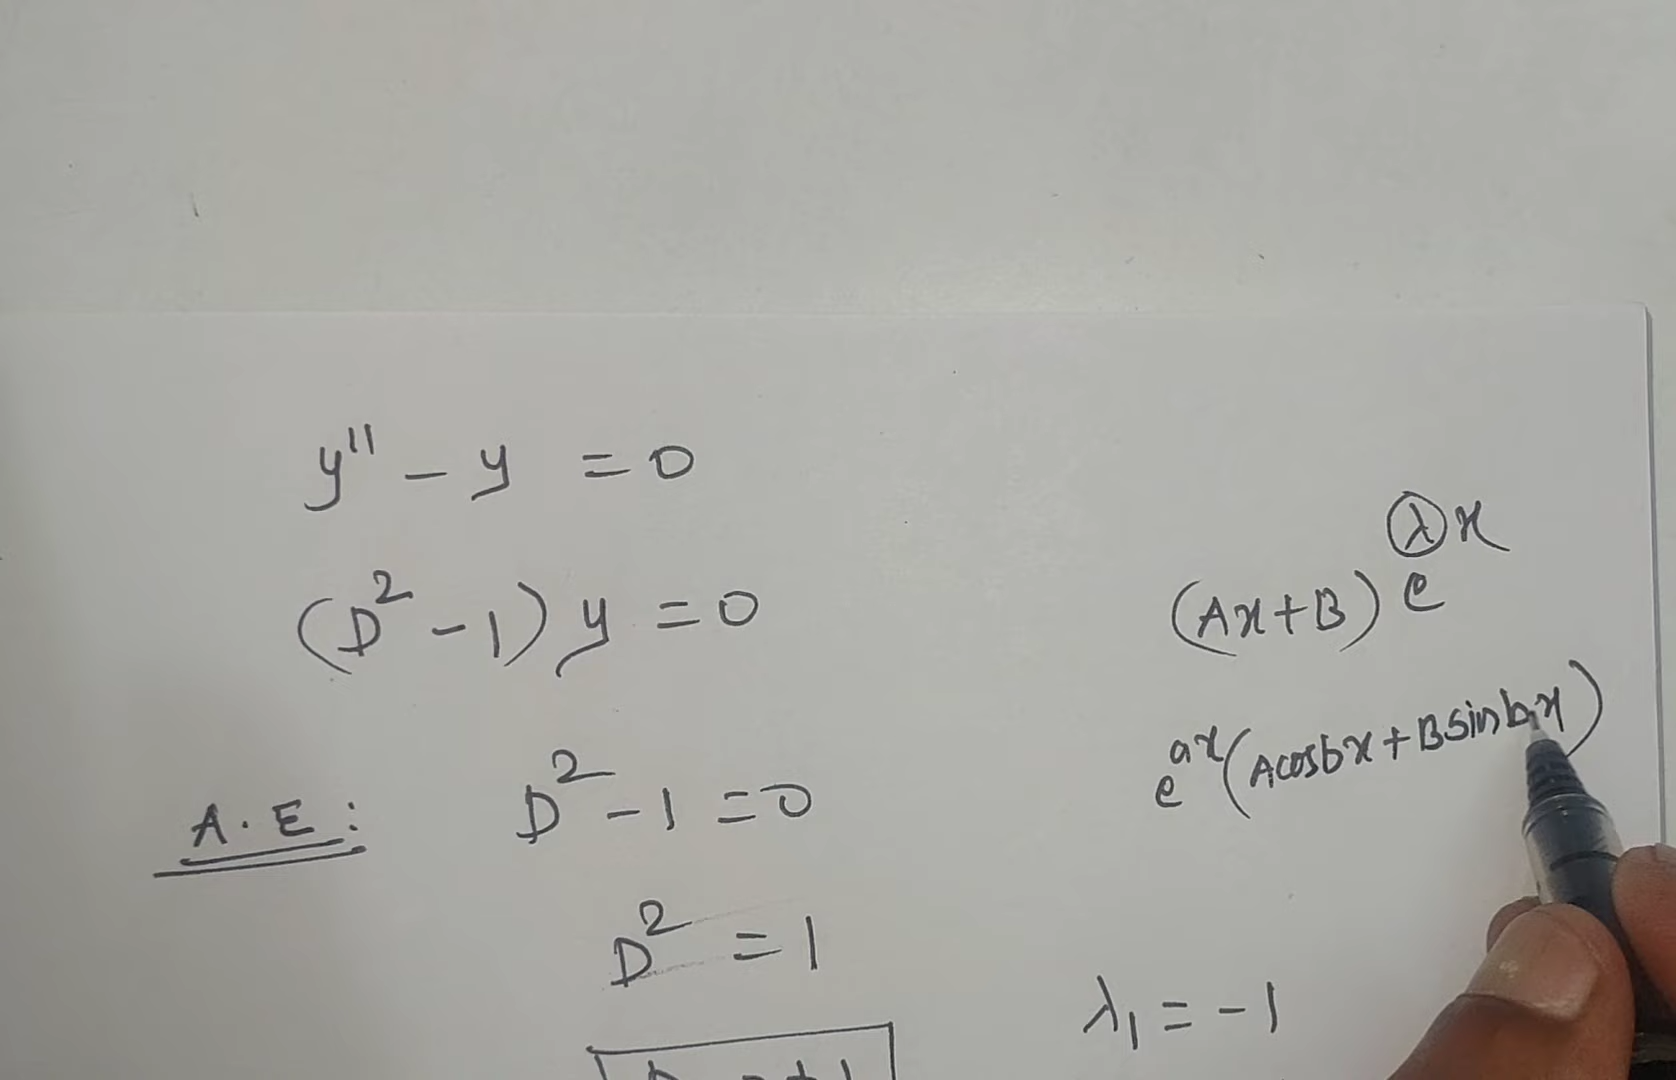 y'' - y = 0
(D² - 1) y = 0
A.E : D² - 1 = 0
D² = 1
(Ax + B) e^λx
e^ax (A cos bx + B sin bx)
λ₁ = -1